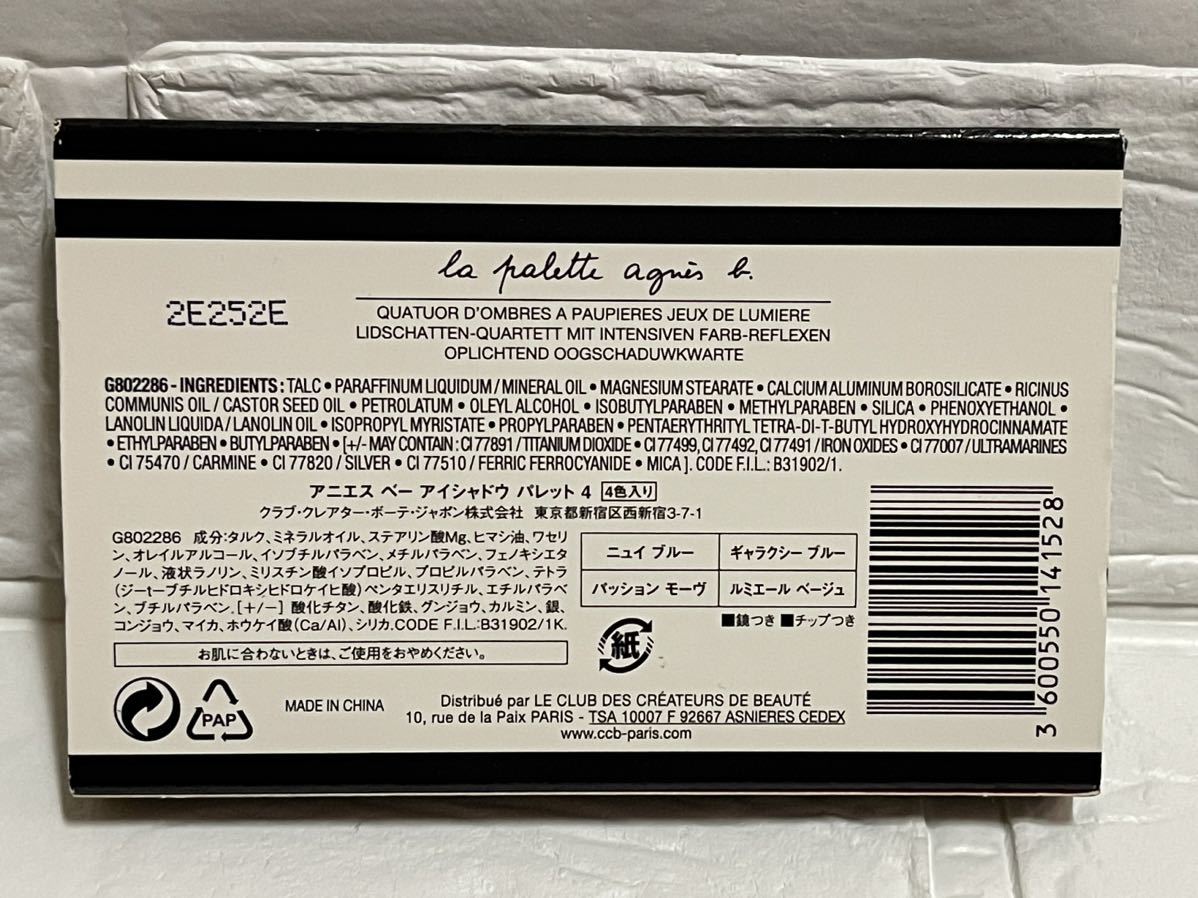 la palette agnès b.
2E252E
QUATUOR D'OMBRES A PAUPIERES JEUX DE LUMIERE
LIDSCHATTEN-QUARTETT MIT INTENSIVEN FARB-REFLEXEN
OPLICHTEND OOGSCHADUWKWARTE
G802286 - INGREDIENTS : TALC • PARAFFINUM LIQUIDUM / MINERAL OIL • MAGNESIUM STEARATE • CALCIUM ALUMINUM BOROSILICATE • RICINUS
COMMUNIS OIL / CASTOR SEED OIL • PETROLATUM • OLEYL ALCOHOL • ISOBUTYLPARABEN • METHYLPARABEN • SILICA • PHENOXYETHANOL •
LANOLIN LIQUIDA / LANOLIN OIL • ISOPROPYL MYRISTATE • PROPYLPARABEN • PENTAERYTHRITYL TETRA-DI-T-BUTYL HYDROXYHYDROCINNAMATE
• ETHYLPARABEN • BUTYLPARABEN • [+/- MAY CONTAIN : CI 77891 / TITANIUM DIOXIDE • CI 77499, CI 77492, CI 77491 / IRON OXIDES • CI 77007 / ULTRAMARINES
• CI 75470 / CARMINE • CI 77820 / SILVER • CI 77510 / FERRIC FERROCYANIDE • MICA ]. CODE F.I.L.: B31902/1.
アニエス ベー アイシャドウ パレット 4 4色入り
クラブ・クレアター・ボーテ・ジャポン株式会社 東京都新宿区西新宿3-7-1
G802286 成分:タルク、ミネラルオイル、ステアリン酸Mg、ヒマシ油、ワセリ
ン、オレイルアルコール、イソブチルパラベン、メチルパラベン、フェノキシエタ
ノール、液状ラノリン、ミリスチン酸イソプロピル、プロピルパラベン、テトラ
(ジーtーブチルヒドロキシヒドロケイヒ酸)ペンタエリスリチル、エチルパラベ
ン、ブチルパラベン.[+/-] 酸化チタン、酸化鉄、グンジョウ、カルミン、銀、
コンジョウ、マイカ、ホウケイ酸(Ca/Al)、シリカ.CODE F.I.L.:B31902/1K.
お肌に合わないときは、ご使用をおやめください。
ニュイ ブルー ギャラクシー ブルー
パッション モーヴ ルミエール ベージュ
■鏡つき ■チップつき
紙
PAP
MADE IN CHINA
Distribué par LE CLUB DES CRÉATEURS DE BEAUTÉ
10, rue de la Paix PARIS - TSA 10007 F 92667 ASNIERES CEDEX
www.ccb-paris.com
3 600550 141528